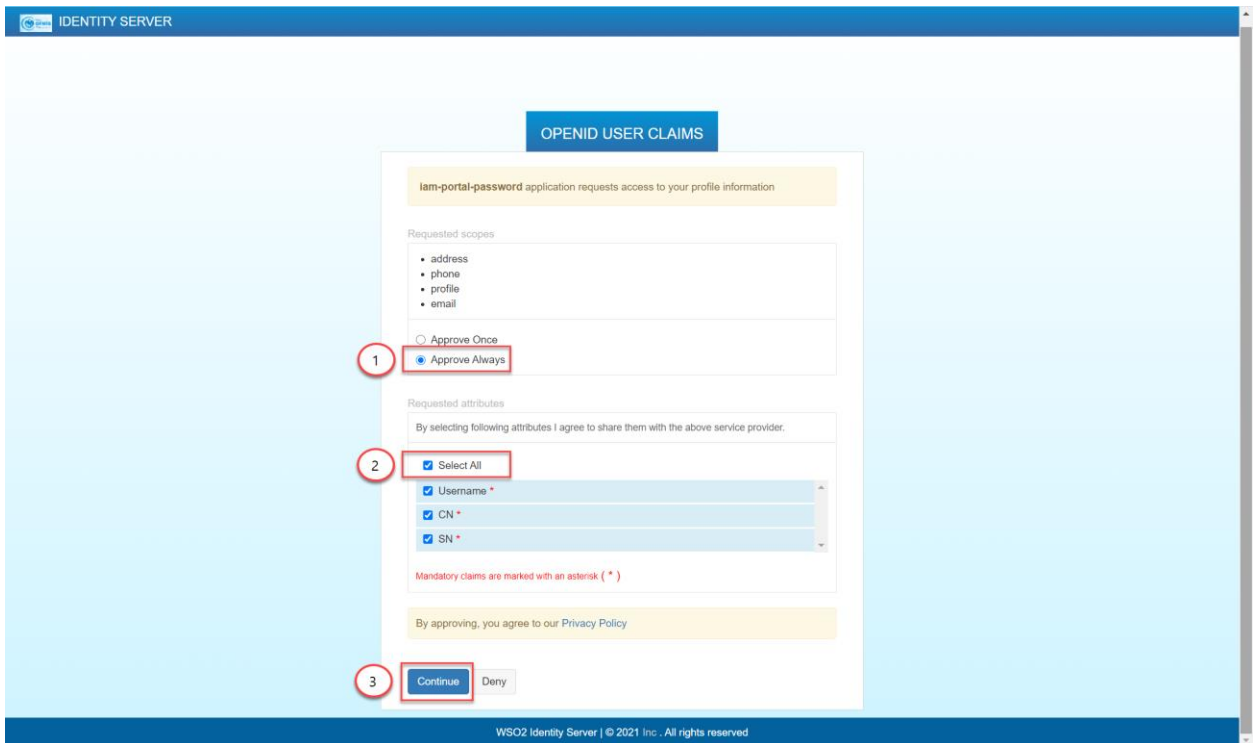 IDENTITY SERVER
OPENID USER CLAIMS
iam-portal-password application requests access to your profile information
Requested scopes
• address
• phone
• profile
• email
Approve Once
1
Approve Always
Requested attributes
By selecting following attributes I agree to share them with the above service provider.
2
Select All
Username *
CN *
SN *
Mandatory claims are marked with an asterisk ( * )
By approving, you agree to our Privacy Policy
3
Continue Deny
WSO2 Identity Server | © 2021 Inc . All rights reserved